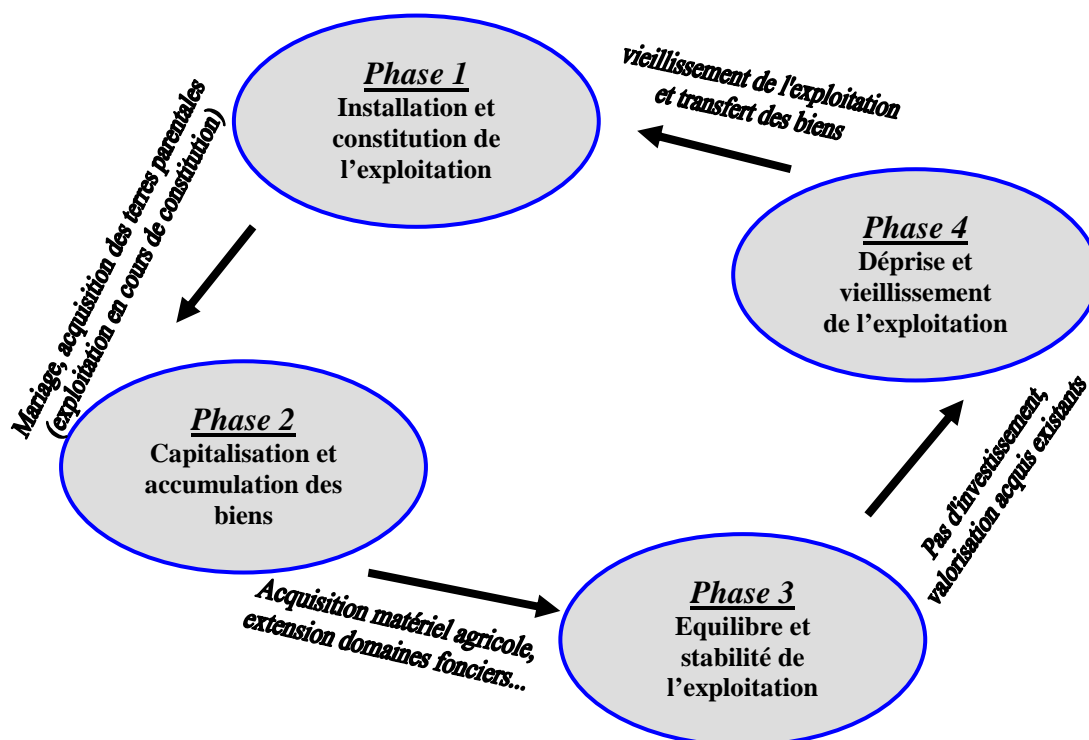 Phase 1
Installation et
constitution de
l'exploitation
Mariage, acquisition des terres parentales
(exploitation en cours de constitution)
Phase 2
Capitalisation et
accumulation des
biens
Acquisition matériel agricole,
extension domaines fonciers...
Phase 3
Equilibre et
stabilité de
l'exploitation
Pas d'investissement,
valorisation acquis existants
Phase 4
Déprise et
vieillissement
de l'exploitation
vieillissement de l'exploitation
et transfert des biens